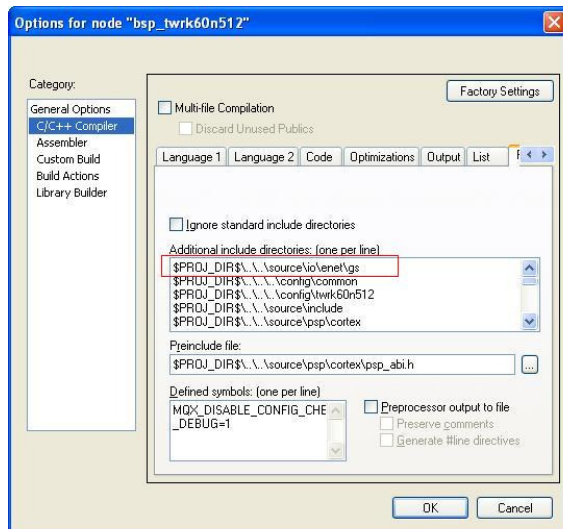 Options for node "bsp_twrk60n512"
Category:
Factory Settings
General Options
C/C++ Compiler
Assembler
Custom Build
Build Actions
Library Builder
Multi-file Compilation
Discard Unused Publics
Language 1 Language 2 Code Optimizations Output List
Ignore standard include directories
Additional include directories: (one per line)
$PROJ_DIR$\..\..\source\io\enet\gs
$PROJ_DIR$\..\..\..\config\common
$PROJ_DIR$\..\..\..\config\twrk60n512
$PROJ_DIR$\..\..\source\include
$PROJ_DIR$\..\..\source\psp\cortex
Preinclude file:
$PROJ_DIR$\..\..\source\psp\cortex\psp_abi.h
...
Defined symbols: (one per line)
MQX_DISABLE_CONFIG_CHE
_DEBUG=1
Preprocessor output to file
Preserve comments
Generate #line directives
OK Cancel